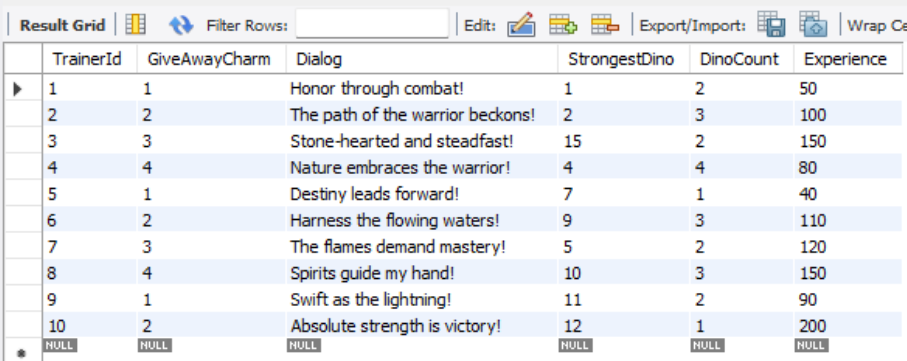 Result Grid Filter Rows: Edit: Export/Import: Wrap Ce
TrainerId GiveAwayCharm Dialog StrongestDino DinoCount Experience
1 1 Honor through combat! 1 2 50
2 2 The path of the warrior beckons! 2 3 100
3 3 Stone-hearted and steadfast! 15 2 150
4 4 Nature embraces the warrior! 4 4 80
5 1 Destiny leads forward! 7 1 40
6 2 Harness the flowing waters! 9 3 110
7 3 The flames demand mastery! 5 2 120
8 4 Spirits guide my hand! 10 3 150
9 1 Swift as the lightning! 11 2 90
10 2 Absolute strength is victory! 12 1 200
NULL NULL NULL NULL NULL NULL